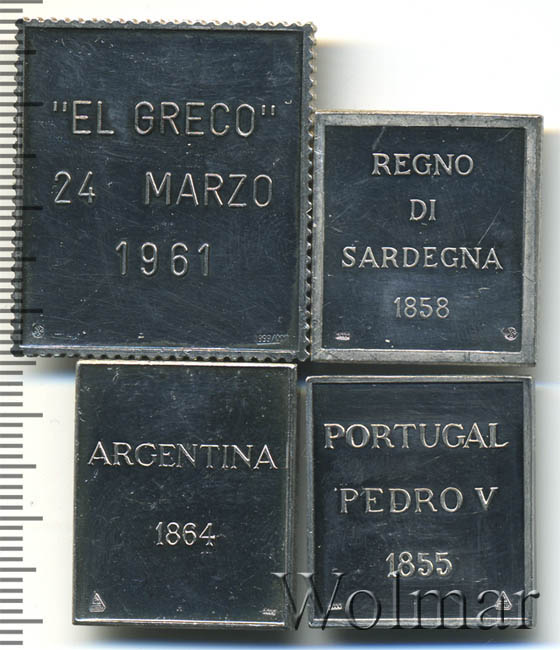 "EL GRECO"
24 MARZO
1961
REGNO
DI
SARDEGNA
1858
ARGENTINA
1864
PORTUGAL
PEDRO V
1855
Wolmar